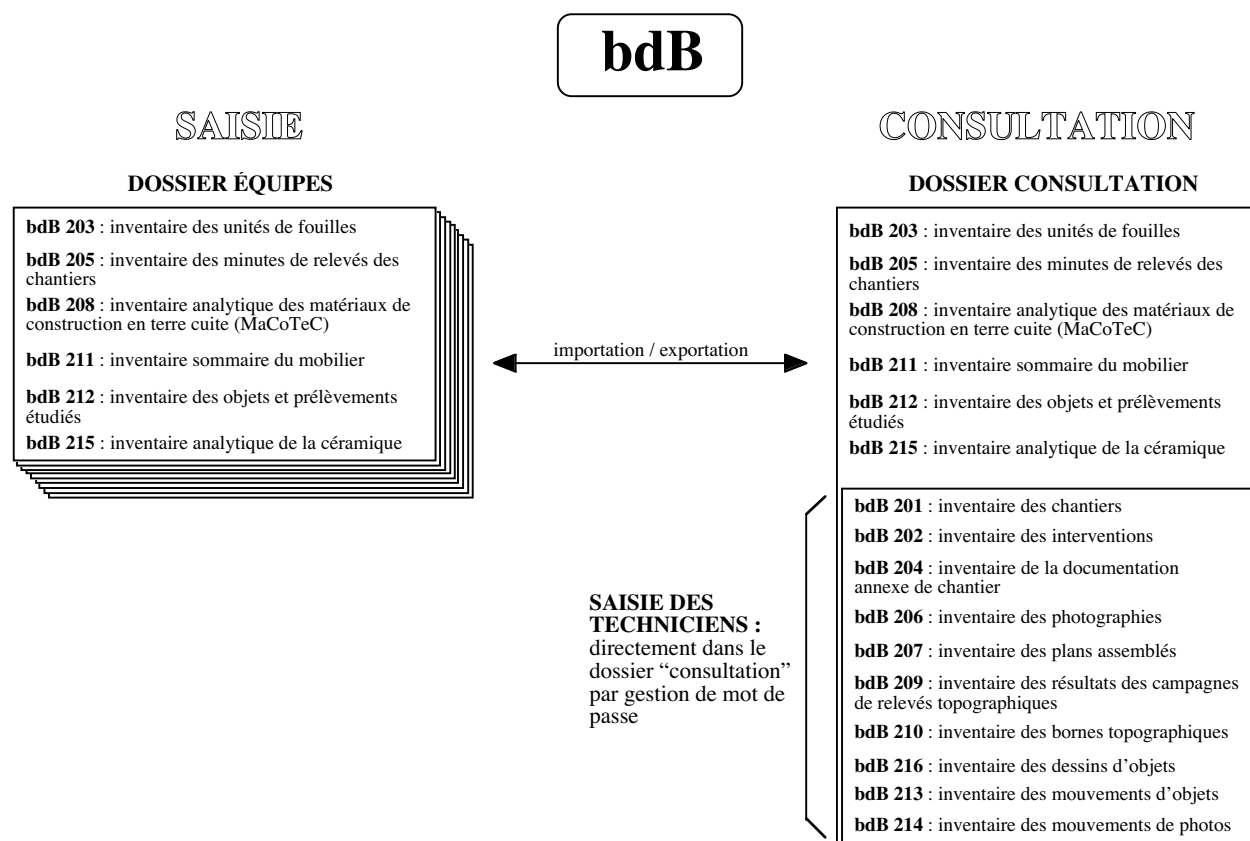 bdB
SAISIE
DOSSIER ÉQUIPES
bdB 203 : inventaire des unités de fouilles
bdB 205 : inventaire des minutes de relevés des
chantiers
bdB 208 : inventaire analytique des matériaux de
construction en terre cuite (MaCoTeC)
bdB 211 : inventaire sommaire du mobilier
bdB 212 : inventaire des objets et prélèvements
étudiés
bdB 215 : inventaire analytique de la céramique
importation / exportation
CONSULTATION
DOSSIER CONSULTATION
bdB 203 : inventaire des unités de fouilles
bdB 205 : inventaire des minutes de relevés des
chantiers
bdB 208 : inventaire analytique des matériaux de
construction en terre cuite (MaCoTeC)
bdB 211 : inventaire sommaire du mobilier
bdB 212 : inventaire des objets et prélèvements
étudiés
bdB 215 : inventaire analytique de la céramique
SAISIE DES
TECHNICIENS :
directement dans le
dossier “consultation”
par gestion de mot de
passe
bdB 201 : inventaire des chantiers
bdB 202 : inventaire des interventions
bdB 204 : inventaire de la documentation
annexe de chantier
bdB 206 : inventaire des photographies
bdB 207 : inventaire des plans assemblés
bdB 209 : inventaire des résultats des campagnes
de relevés topographiques
bdB 210 : inventaire des bornes topographiques
bdB 216 : inventaire des dessins d’objets
bdB 213 : inventaire des mouvements d’objets
bdB 214 : inventaire des mouvements de photos